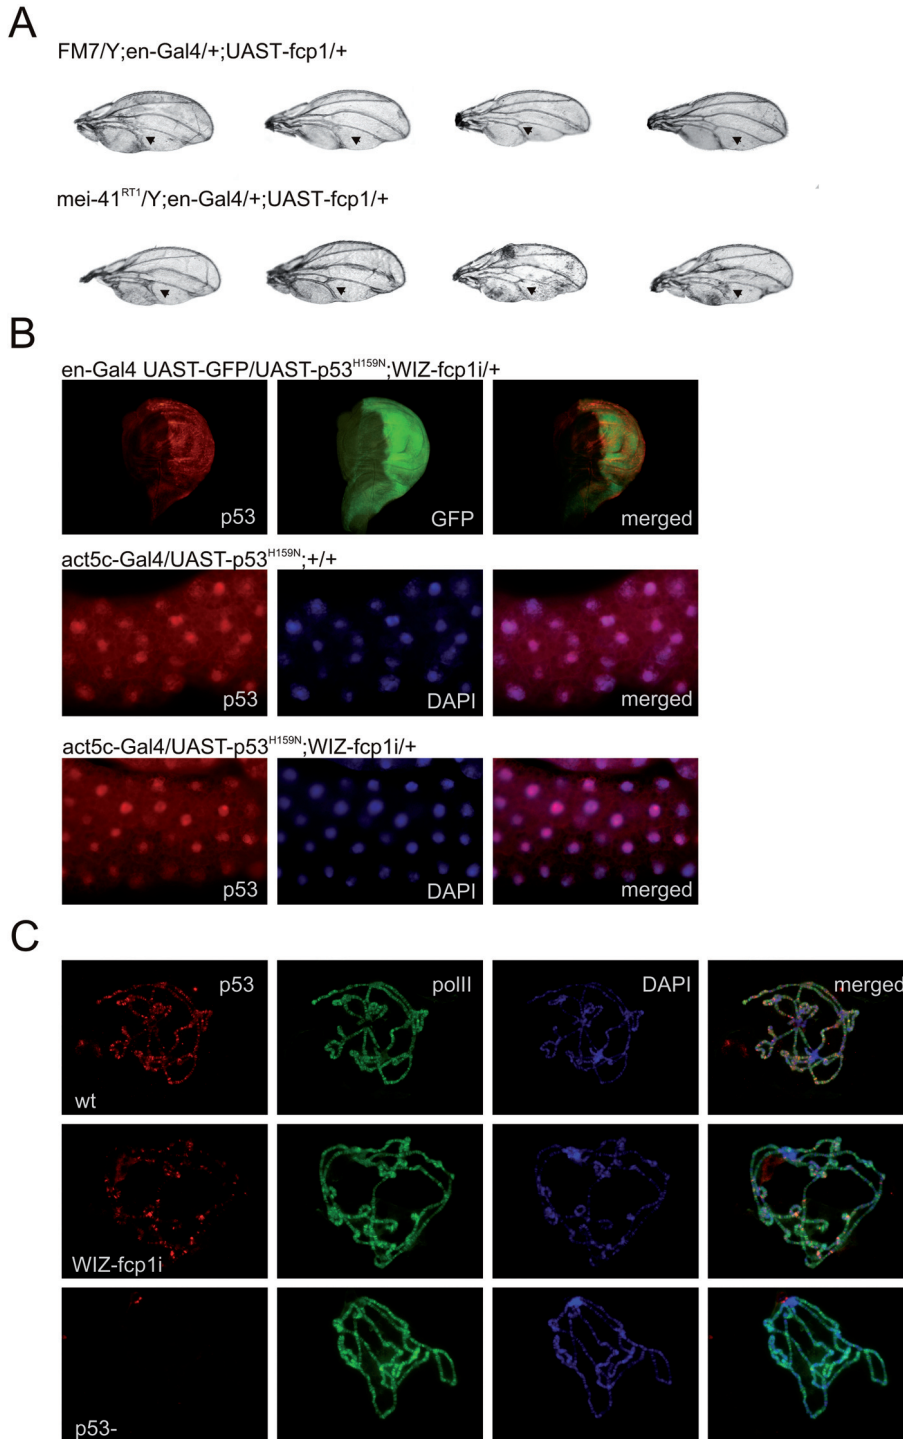 A
FM7/Y;en-Gal4/+;UAST-fcp1/+
mei-41RT1/Y;en-Gal4/+;UAST-fcp1/+
B
en-Gal4 UAST-GFP/UAST-p53H159N;WIZ-fcp1i/+
p53 GFP merged
act5c-Gal4/UAST-p53H159N;+/+
p53 DAPI merged
act5c-Gal4/UAST-p53H159N;WIZ-fcp1i/+
p53 DAPI merged
C
p53 polII DAPI merged
wt
WIZ-fcp1i
p53-